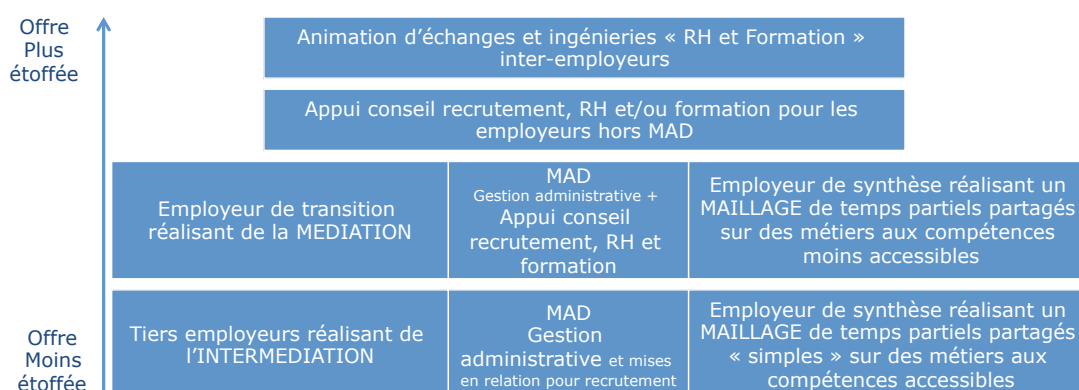 Offre
Plus
étoffée
Animation d’échanges et ingénieries « RH et Formation »
inter-employeurs
Appui conseil recrutement, RH et/ou formation pour les
employeurs hors MAD
Employeur de transition
réalisant de la MEDIATION
MAD
Gestion administrative +
Appui conseil
recrutement, RH et
formation
Employeur de synthèse réalisant un
MAILLAGE de temps partiels partagés
sur des métiers aux compétences
moins accessibles
Offre
Moins
étoffée
Tiers employeurs réalisant de
l’INTERMEDIATION
MAD
Gestion
administrative et mises
en relation pour recrutement
Employeur de synthèse réalisant un
MAILLAGE de temps partiels partagés
« simples » sur des métiers aux
compétences accessibles